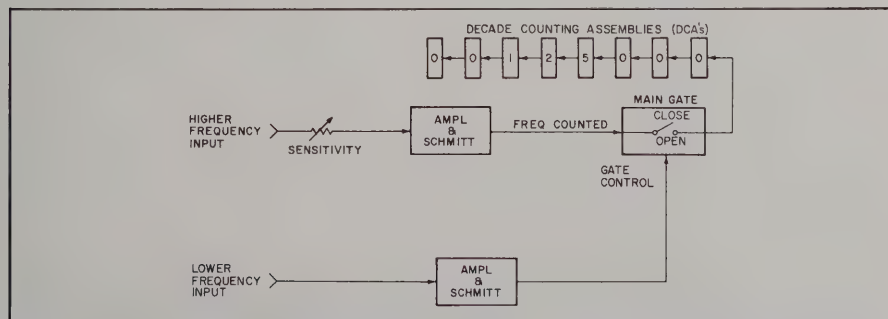 DECADE COUNTING ASSEMBLIES (DCA's)
0 0 1 2 5 0 0 0
MAIN GATE
CLOSE
OPEN
HIGHER
FREQUENCY
INPUT
SENSITIVITY
AMPL
&
SCHMITT
FREQ COUNTED
GATE
CONTROL
LOWER
FREQUENCY
INPUT
AMPL
&
SCHMITT